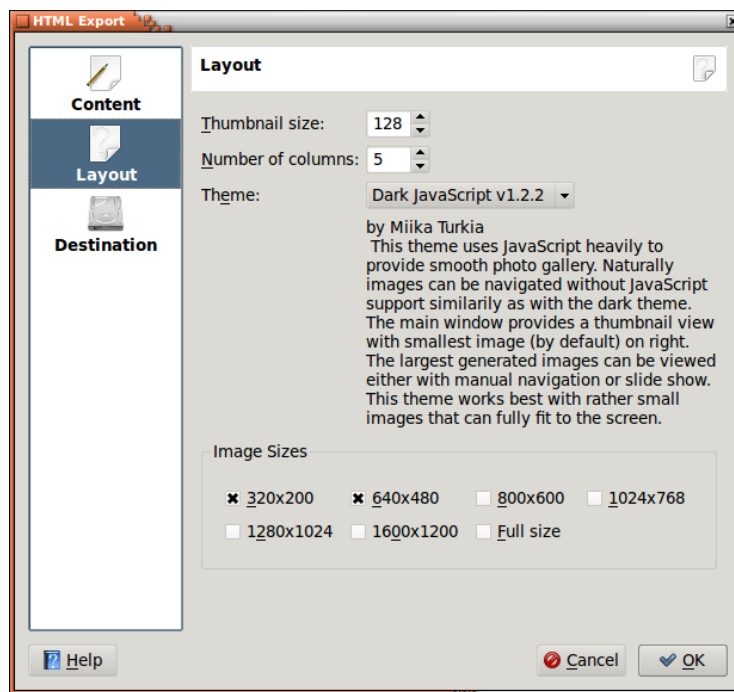 HTML Export
Content
Layout
Destination
Layout
Thumbnail size: 128
Number of columns: 5
Theme: Dark JavaScript v1.2.2
by Miika Turkia
This theme uses JavaScript heavily to
provide smooth photo gallery. Naturally
images can be navigated without JavaScript
support similarily as with the dark theme.
The main window provides a thumbnail view
with smallest image (by default) on right.
The largest generated images can be viewed
either with manual navigation or slide show.
This theme works best with rather small
images that can fully fit to the screen.
Image Sizes
320x200 640x480 800x600 1024x768
1280x1024 1600x1200 Full size
Help Cancel OK